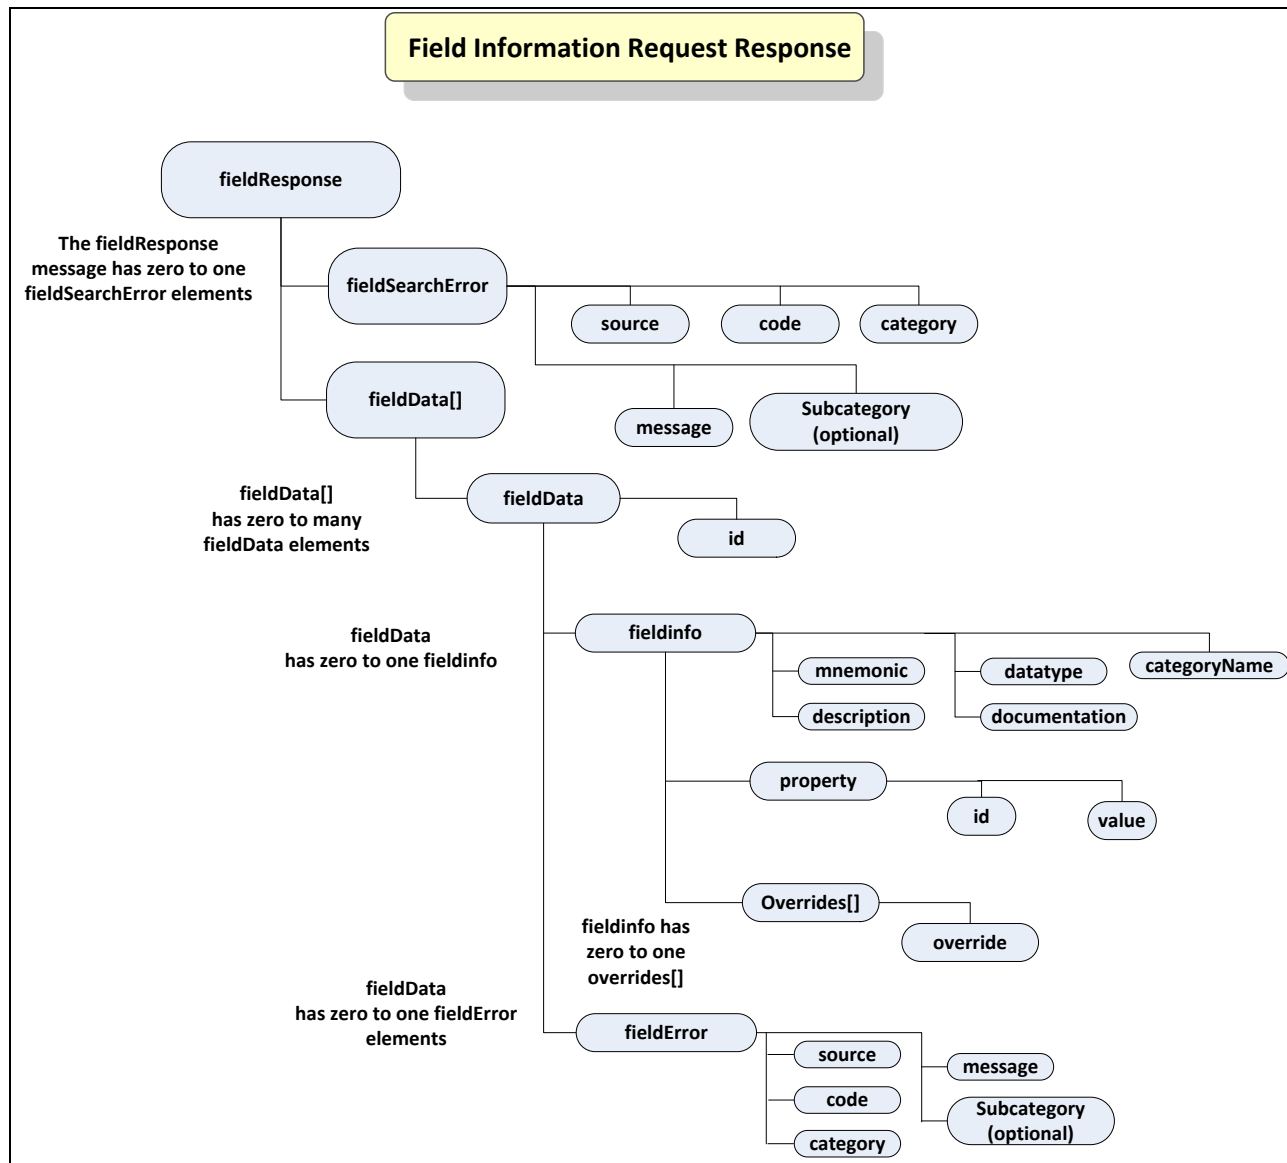 Field Information Request Response
fieldResponse
The fieldResponse
message has zero to one
fieldSearchError elements
fieldSearchError
source
code
category
fieldData[]
message
Subcategory
(optional)
fieldData[]
has zero to many
fieldData elements
fieldData
id
fieldData
has zero to one fieldinfo
fieldinfo
mnemonic
datatype
categoryName
description
documentation
property
id
value
Overrides[]
override
fieldinfo has
zero to one
overrides[]
fieldData
has zero to one fieldError
elements
fieldError
source
message
code
Subcategory
(optional)
category